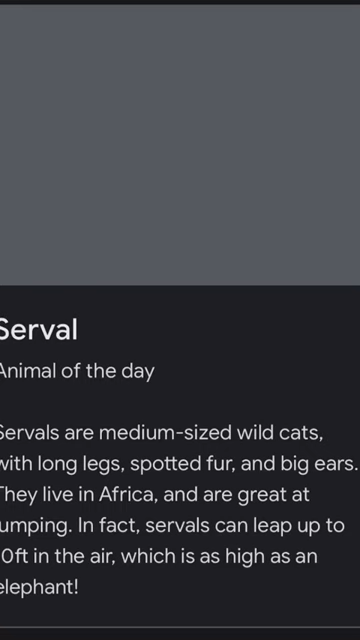 Serval
Animal of the day
Servals are medium-sized wild cats,
with long legs, spotted fur, and big ears.
They live in Africa, and are great at
jumping. In fact, servals can leap up to
0ft in the air, which is as high as an
elephant!